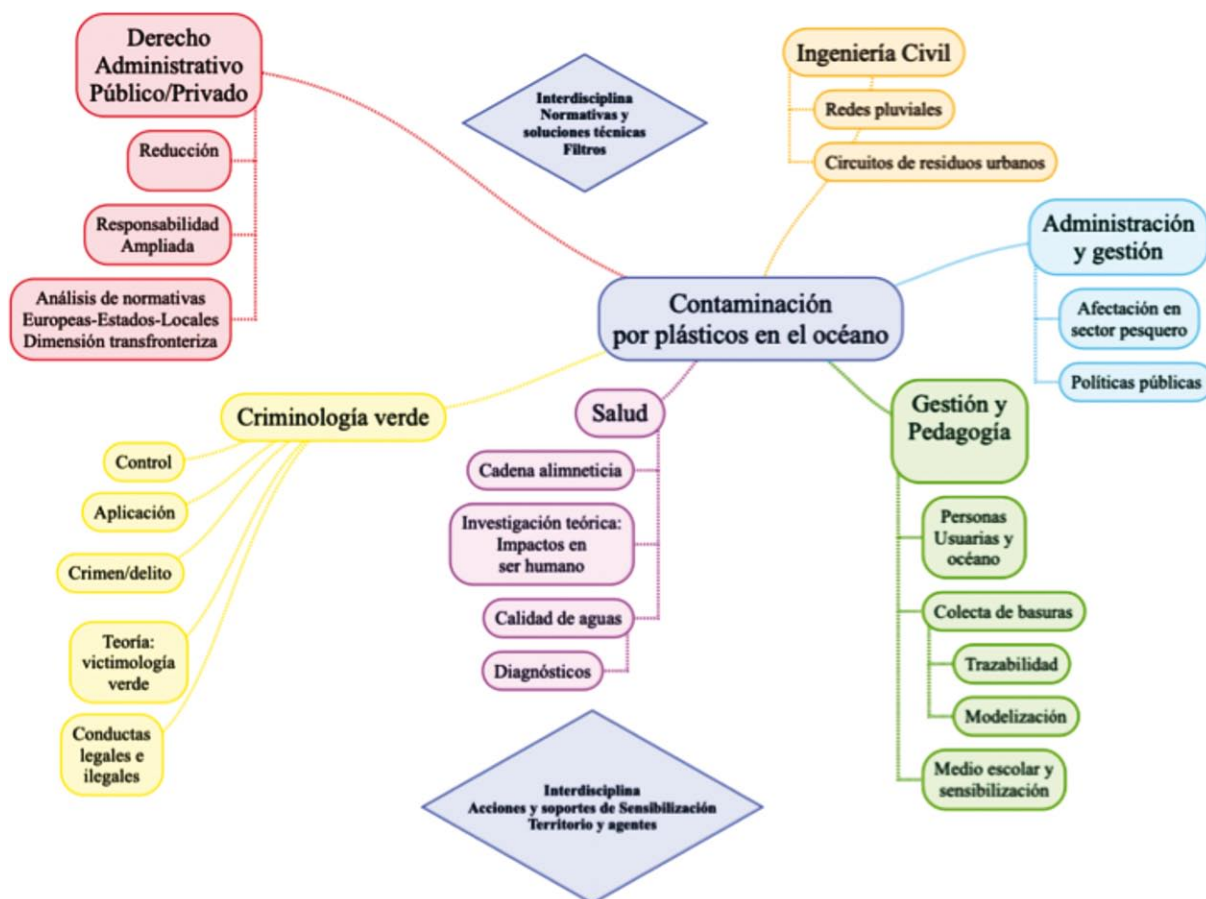 Derecho
Administrativo
Público/Privado
Reducción
Responsabilidad
Ampliada
Análisis de normativas
Europeas-Estados-Locales
Dimensión transfronteriza
Interdisciplina
Normativas y
soluciones técnicas
Filtros
Ingeniería Civil
Redes pluviales
Circuitos de residuos urbanos
Administración
y gestión
Afectación en
sector pesquero
Políticas públicas
Contaminación
por plásticos en el océano
Criminología verde
Control
Aplicación
Crimen/delito
Teoría:
victimología
verde
Conductas
legales e
ilegales
Salud
Cadena alimneticia
Investigación teórica:
Impactos en
ser humano
Calidad de aguas
Diagnósticos
Gestión y
Pedagogía
Personas
Usuarias y
océano
Colecta de basuras
Trazabilidad
Modelización
Medio escolar y
sensibilización
Interdisciplina
Acciones y soportes de Sensibilización
Territorio y agentes